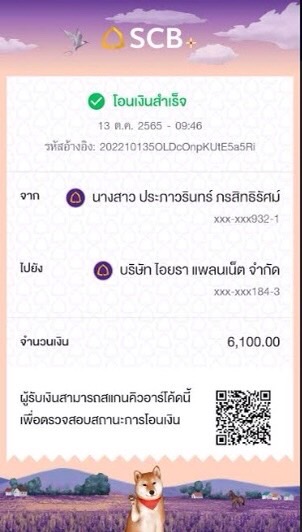 SCB
โอนเงินสำเร็จ
13 ต.ค. 2565 - 09:46
รหัสอ้างอิง: 202210135OLDcOnpKUtE5a5Ri
จาก นางสาว ประภาวรินทร์ กรสิทธิรัศม์
xxx-xxx932-1
ไปยัง บริษัท ไอยรา แพลนเน็ต จำกัด
xxx-xxx184-3
จำนวนเงิน 6,100.00
ผู้รับเงินสามารถสแกนคิวอาร์โค้ดนี้
เพื่อตรวจสอบสถานะการโอนเงิน